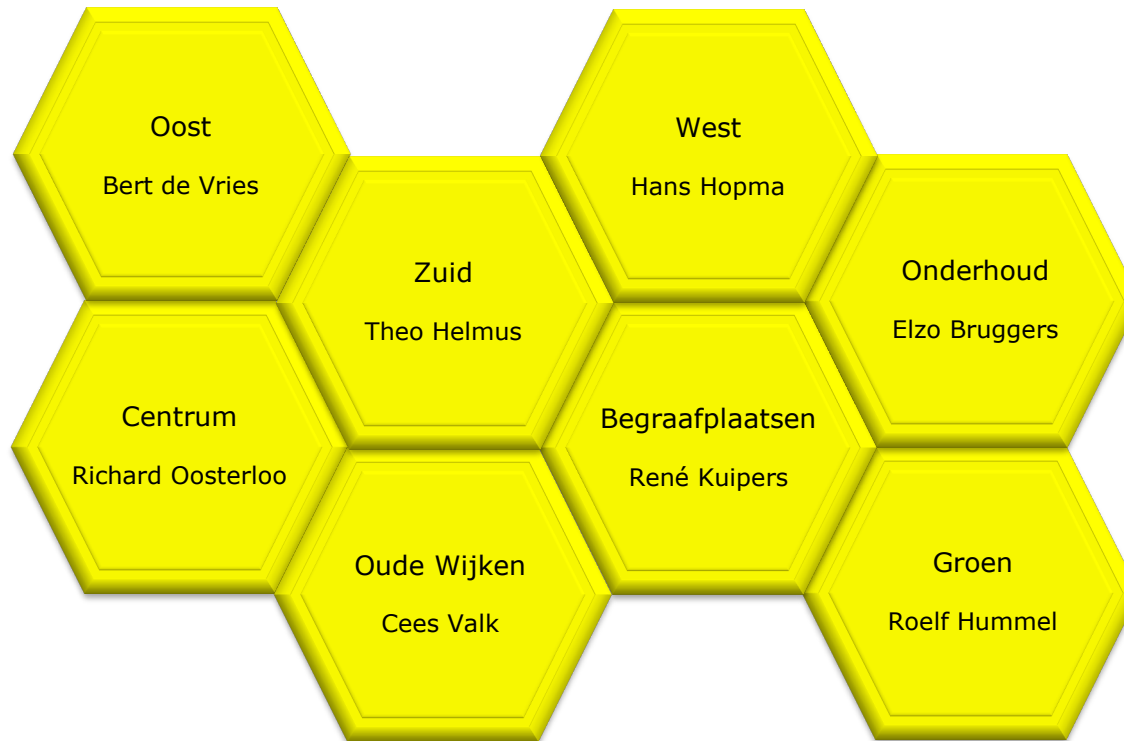 Oost
Bert de Vries
West
Hans Hopma
Zuid
Theo Helmus
Onderhoud
Elzo Bruggers
Centrum
Richard Oosterloo
Begraafplaatsen
René Kuipers
Oude Wijken
Cees Valk
Groen
Roelf Hummel